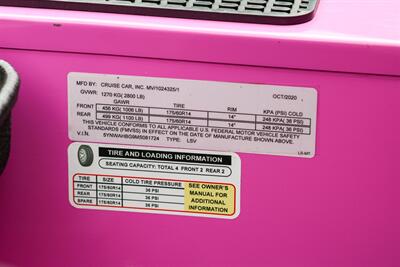 MFD BY: CRUISE CAR, INC. MV/1024325/1 OCT/2020
GVWR: 1270 KG( 2800 LB)
GAWR TIRE RIM KPA (PSI) COLD
FRONT 456 KG( 1006 LB) 175/60R14 14" 248 KPA( 36 PSI)
REAR 499 KG( 1100 LB) 175/60R14 14" 248 KPA( 36 PSI)
THIS VEHICLE CONFORMS TO ALL APPLICABLE U.S. FEDERAL MOTOR VEHICLE SAFETY
STANDARDS (FMVSS) IN EFFECT ON THE DATE OF MANUFACTURE SHOWN ABOVE.
V.I.N: TYPE: LSV
TIRE AND LOADING INFORMATION
SEATING CAPACITY: TOTAL 4 FRONT 2 REAR 2
TIRE SIZE COLD TIRE PRESSURE
FRONT 175/60R14 36 PSI
REAR 175/60R14 36 PSI
SPARE 175/60R14 36 PSI
SEE OWNER'S
MANUAL FOR
ADDITIONAL
INFORMATION